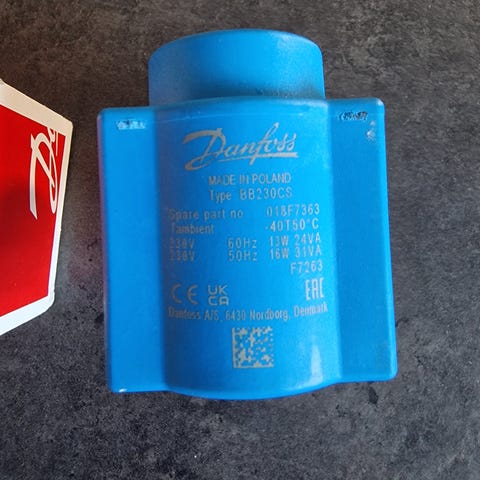 Danfoss
MADE IN POLAND
Type BB230CS
Spare part no 018F7363
Tambient -40T50°C
230V 60Hz 13W 24VA
230V 50Hz 16W 31VA
F7263
CE UK CA EAC
Danfoss A/S, 6430 Nordborg, Denmark